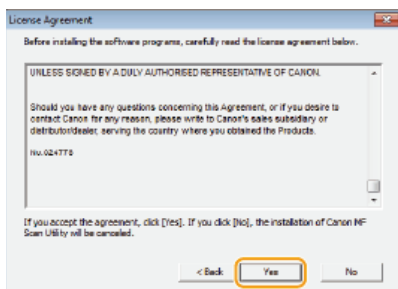 License Agreement
Before installing the software programs, carefully read the license agreement below.
UNLESS SIGNED BY A DULY AUTHORISED REPRESENTATIVE OF CANON.
Should you have any questions concerning this Agreement, or if you desire to
contact Canon for any reason, please write to Canon's sales subsidiary or
distributor/dealer, serving the country where you obtained the Products.
No.024778
If you accept the agreement, click [Yes]. If you click [No], the installation of Canon MF
Scan Utility will be canceled.
< Back
Yes
No